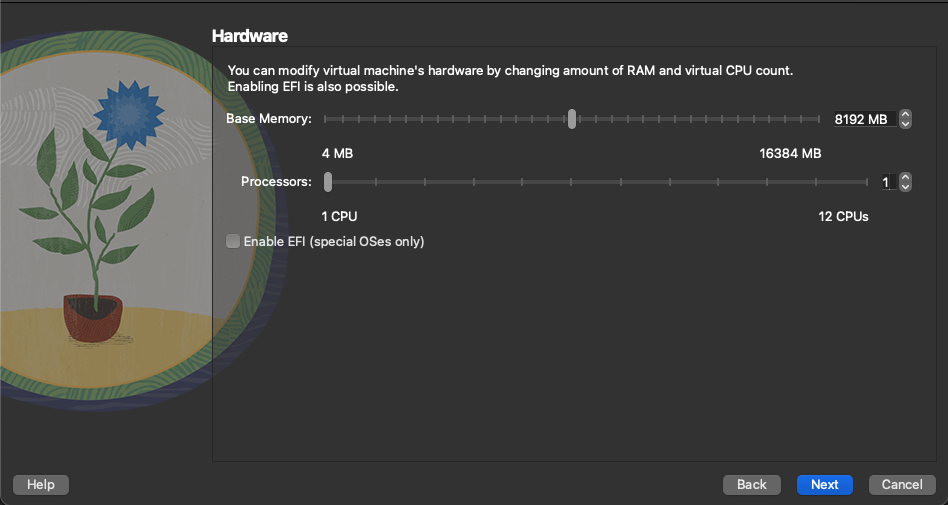 Hardware
You can modify virtual machine's hardware by changing amount of RAM and virtual CPU count.
Enabling EFI is also possible.
Base Memory: 8192 MB
4 MB 16384 MB
Processors: 1
1 CPU 12 CPUs
Enable EFI (special OSes only)
Help Back Next Cancel